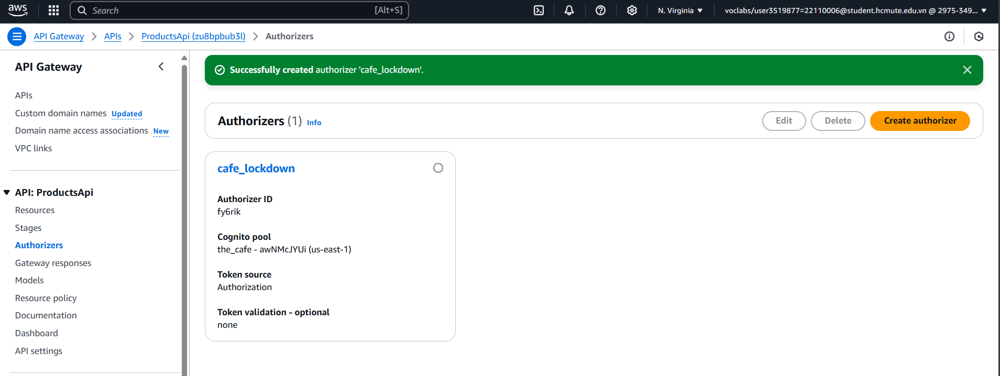 aws
Search [Alt+S] N. Virginia voclabs/user3519877=22110006@student.hcmute.edu.vn @ 2975-349...
API Gateway APIs ProductsApi (zu8bpbub3l) Authorizers
API Gateway
APIs
Custom domain names Updated
Domain name access associations New
VPC links
API: ProductsApi
Resources
Stages
Authorizers
Gateway responses
Models
Resource policy
Documentation
Dashboard
API settings
Successfully created authorizer 'cafe_lockdown'.
Authorizers (1) Info Edit Delete Create authorizer
cafe_lockdown
Authorizer ID
fy6rik
Cognito pool
the_cafe - awNMcJYUi (us-east-1)
Token source
Authorization
Token validation - optional
none